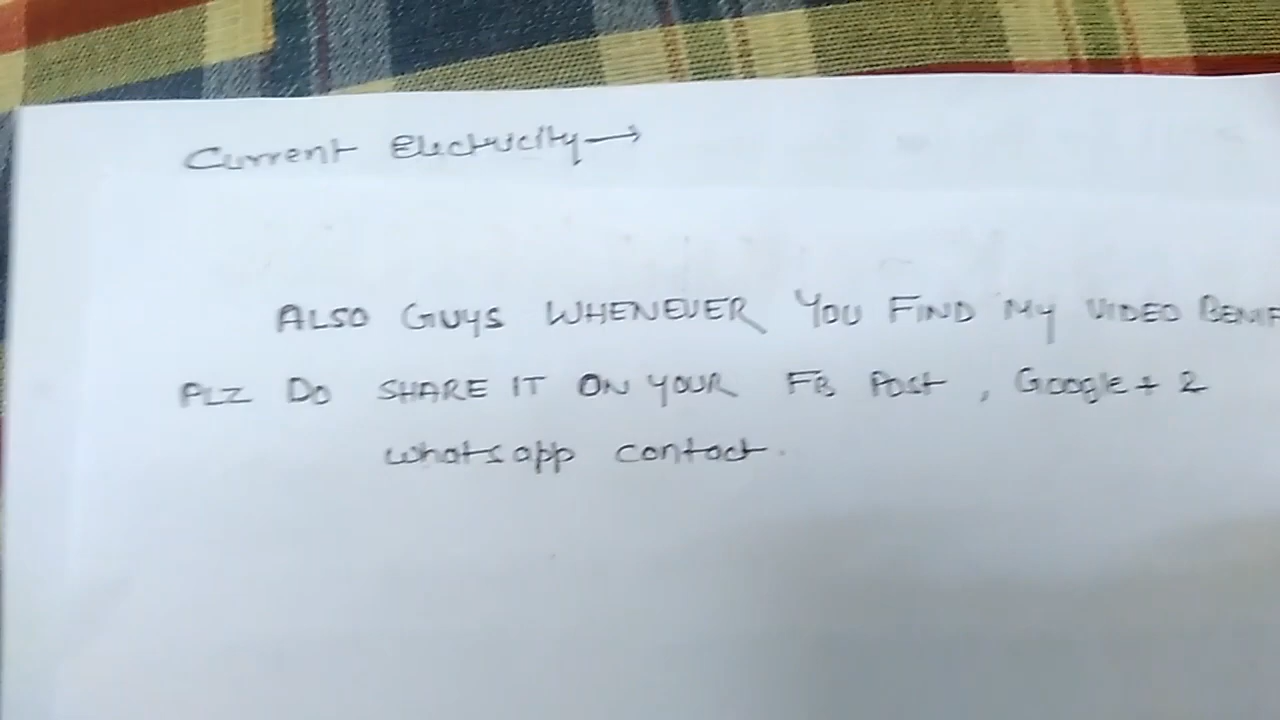 Current Electricity →
ALSO GUYS WHENEVER YOU FIND MY VIDEO BENIF
PLZ DO SHARE IT ON YOUR FB Post , Google + 2
whatsapp contact.